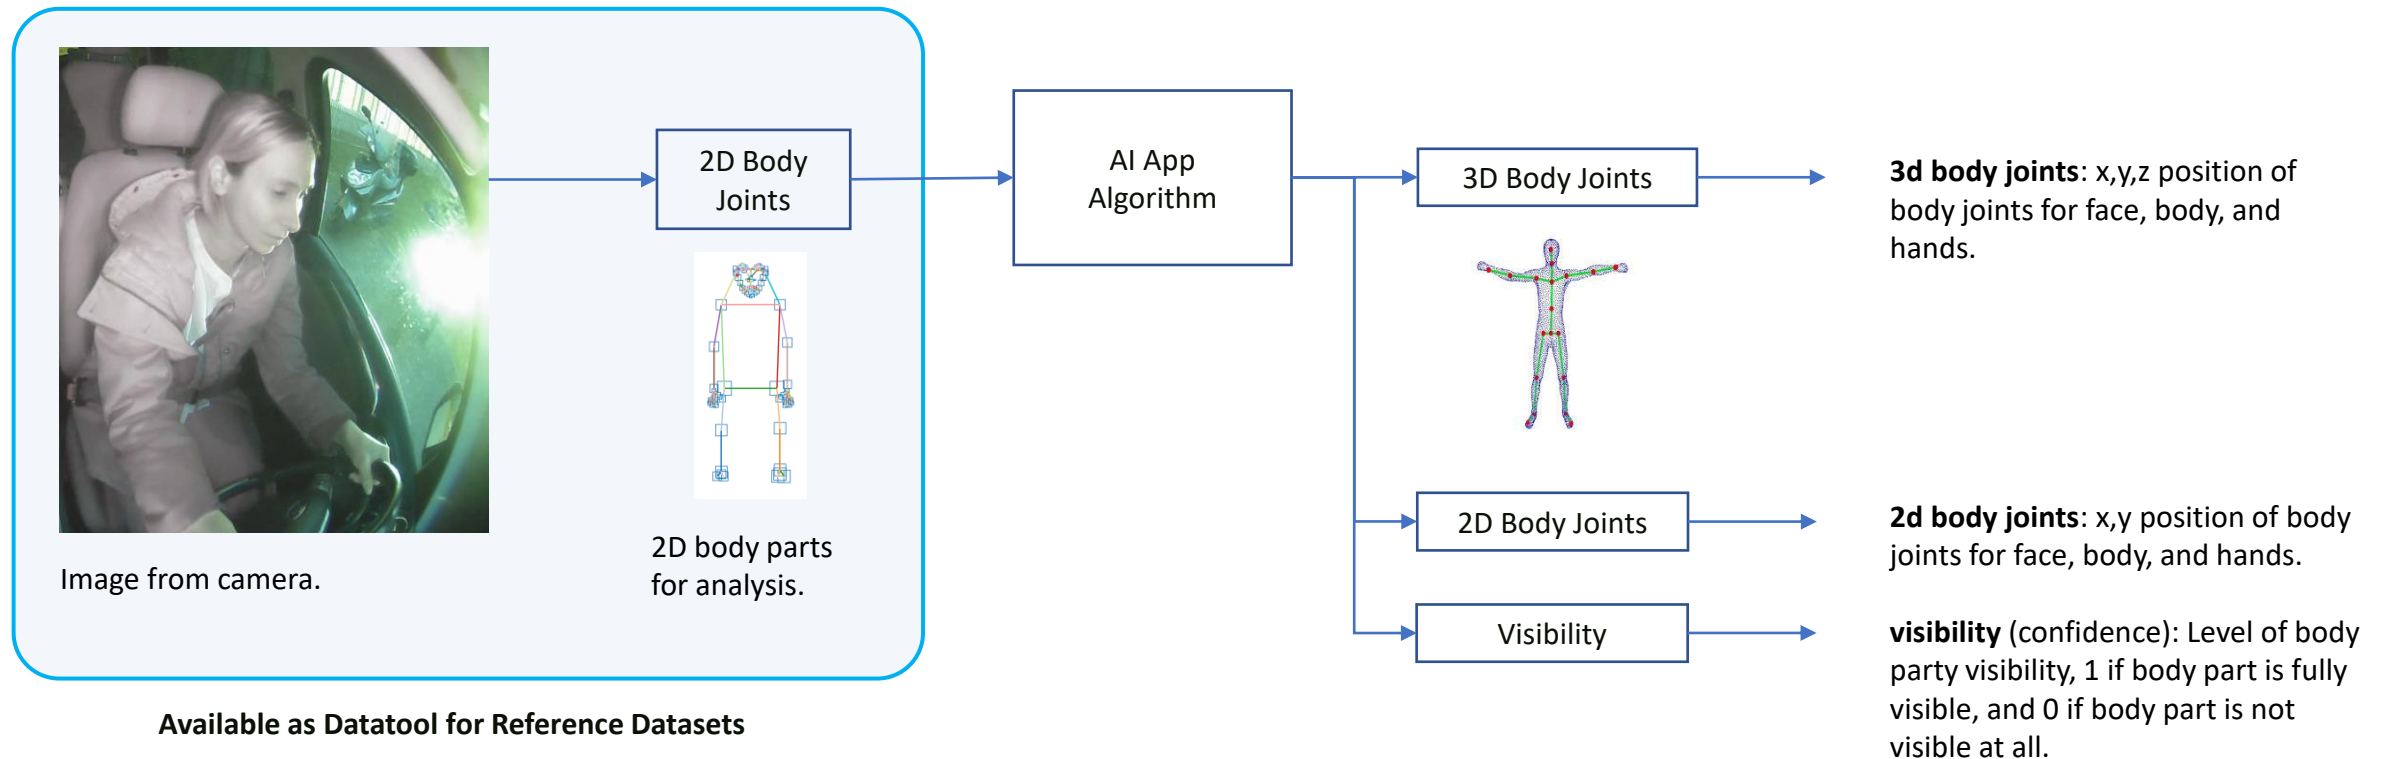 2D Body
Joints
AI App
Algorithm
3D Body Joints
3d body joints: x,y,z position of
body joints for face, body, and
hands.
2D body parts
for analysis.
Image from camera.
2D Body Joints
2d body joints: x,y position of body
joints for face, body, and hands.
Visibility
visibility (confidence): Level of body
party visibility, 1 if body part is fully
visible, and 0 if body part is not
visible at all.
Available as Datatool for Reference Datasets